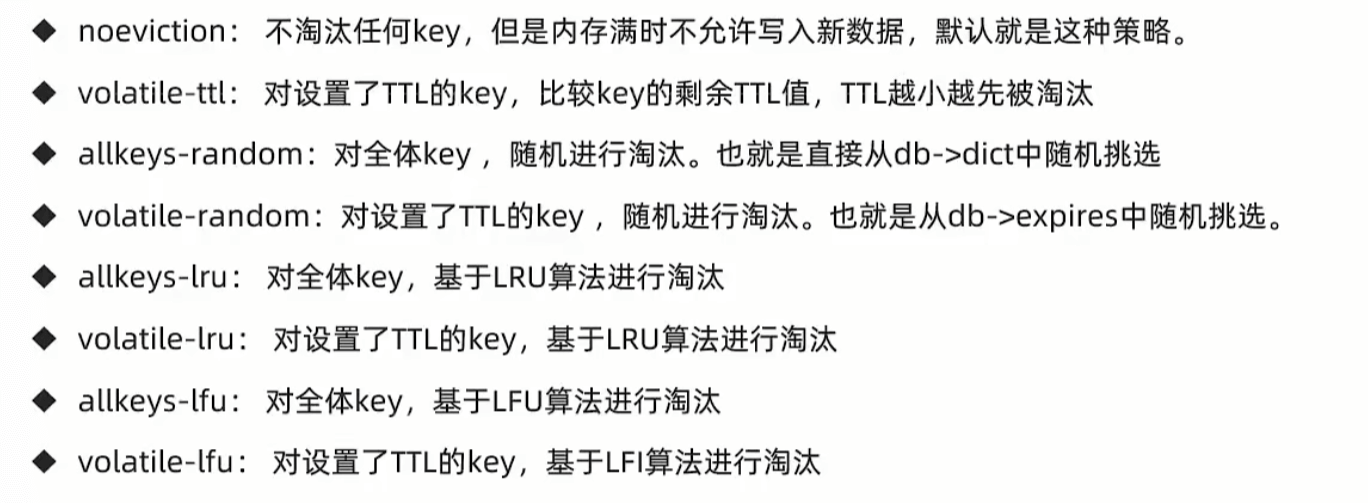 ◆ noeviction： 不淘汰任何key，但是内存满时不允许写入新数据，默认就是这种策略。
◆ volatile-ttl： 对设置了TTL的key，比较key的剩余TTL值，TTL越小越先被淘汰
◆ allkeys-random：对全体key ，随机进行淘汰。也就是直接从db->dict中随机挑选
◆ volatile-random：对设置了TTL的key ，随机进行淘汰。也就是从db->expires中随机挑选。
◆ allkeys-lru： 对全体key，基于LRU算法进行淘汰
◆ volatile-lru： 对设置了TTL的key，基于LRU算法进行淘汰
◆ allkeys-lfu： 对全体key，基于LFU算法进行淘汰
◆ volatile-lfu： 对设置了TTL的key，基于LFI算法进行淘汰